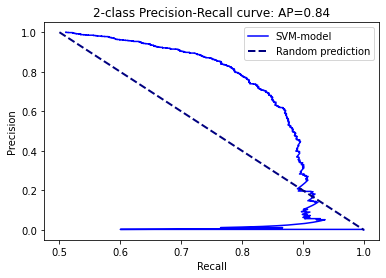 2-class Precision-Recall curve: AP=0.84
SVM-model
Random prediction
Precision
1.0
0.8
0.6
0.4
0.2
0.0
0.5
0.6
0.7
0.8
0.9
1.0
Recall